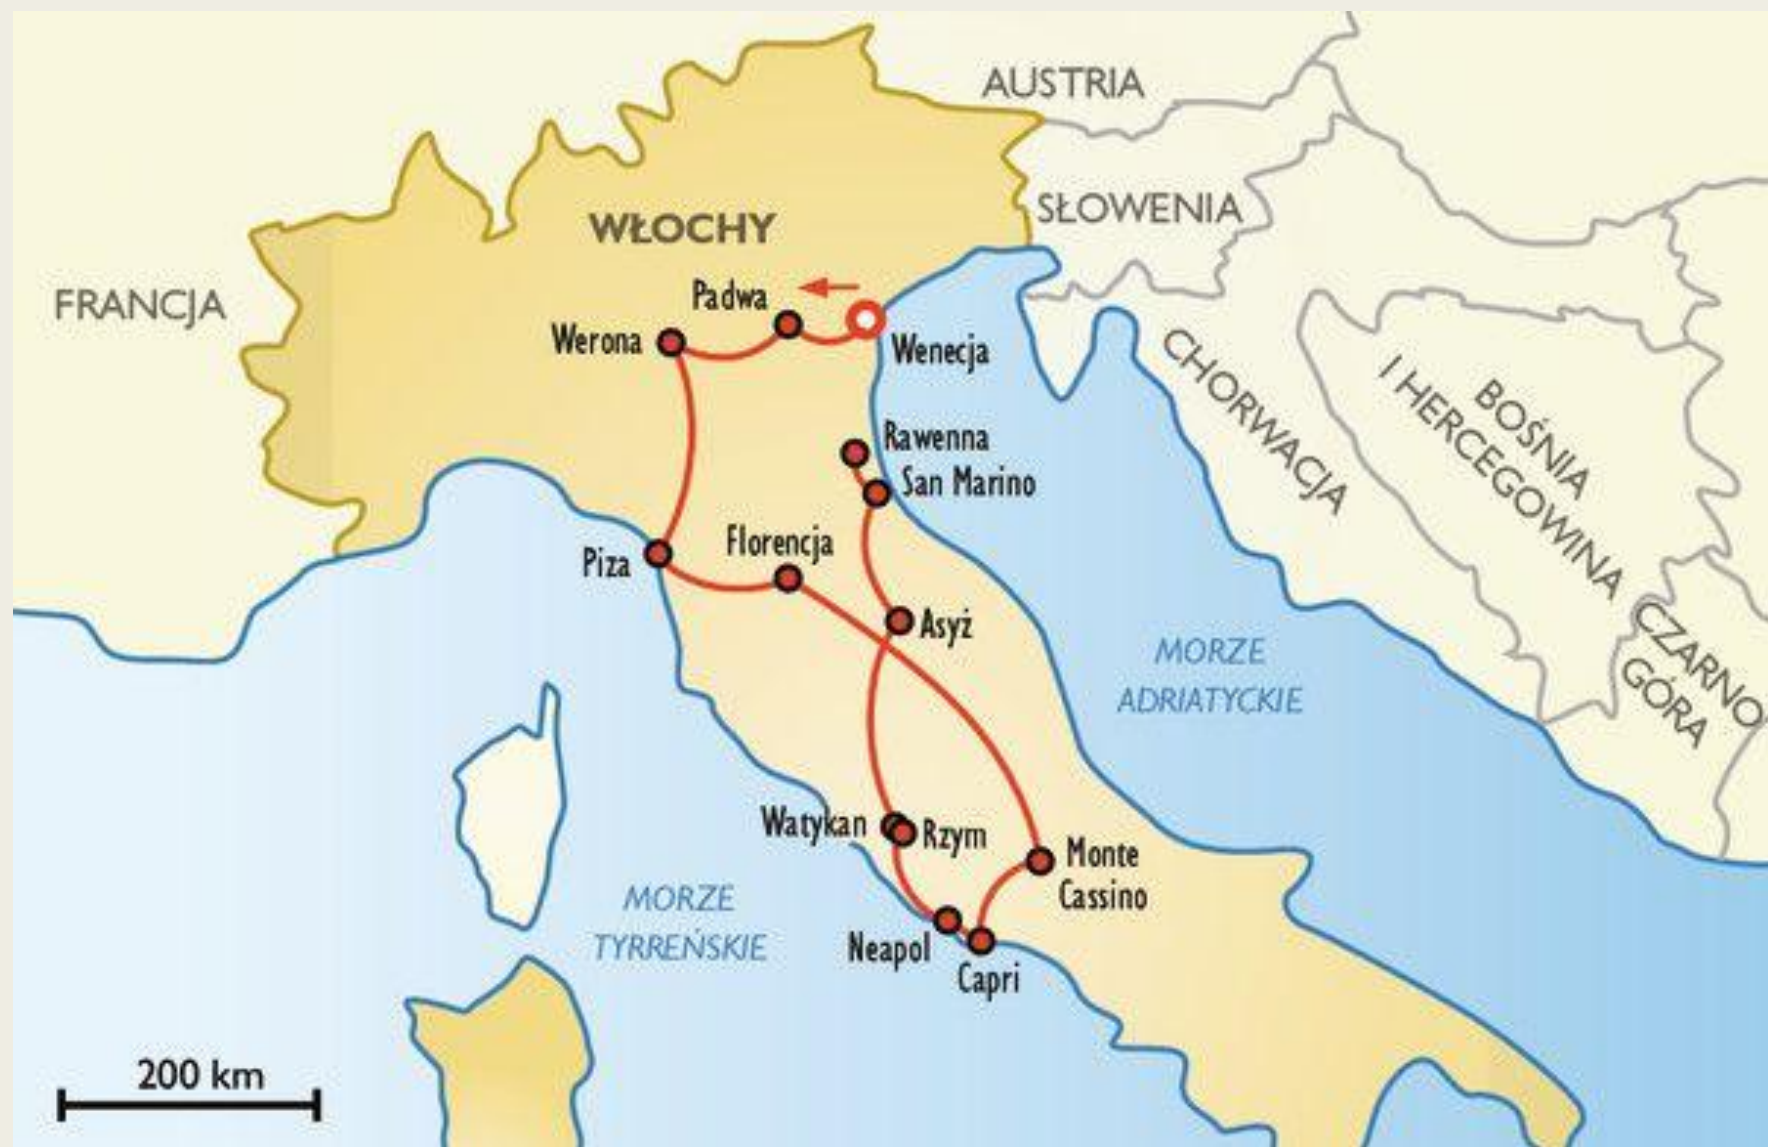 AUSTRIA
SŁOWENIA
WŁOCHY
FRANCJA
Padwa
Werona
Wenecja
CHORWACJA
BOŚNIA
I HERCEGOWINA
Rawenna
San Marino
Florencja
Piza
Asyż
CZARNO
GÓRA
MORZE
ADRIATYCKIE
Watykan
Rzym
Monte
Cassino
MORZE
TYRREŃSKIE
Neapol
Capri
200 km